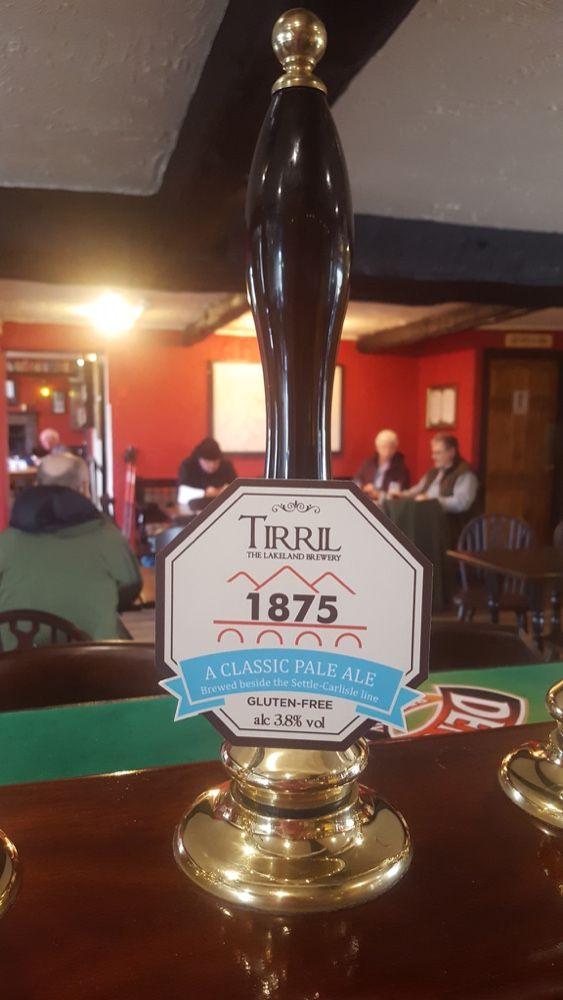 TIRRIL
THE LAKELAND BREWERY
1875
A CLASSIC PALE ALE
Brewed beside the Settle-Carlisle line
GLUTEN-FREE
alc 3.8% vol